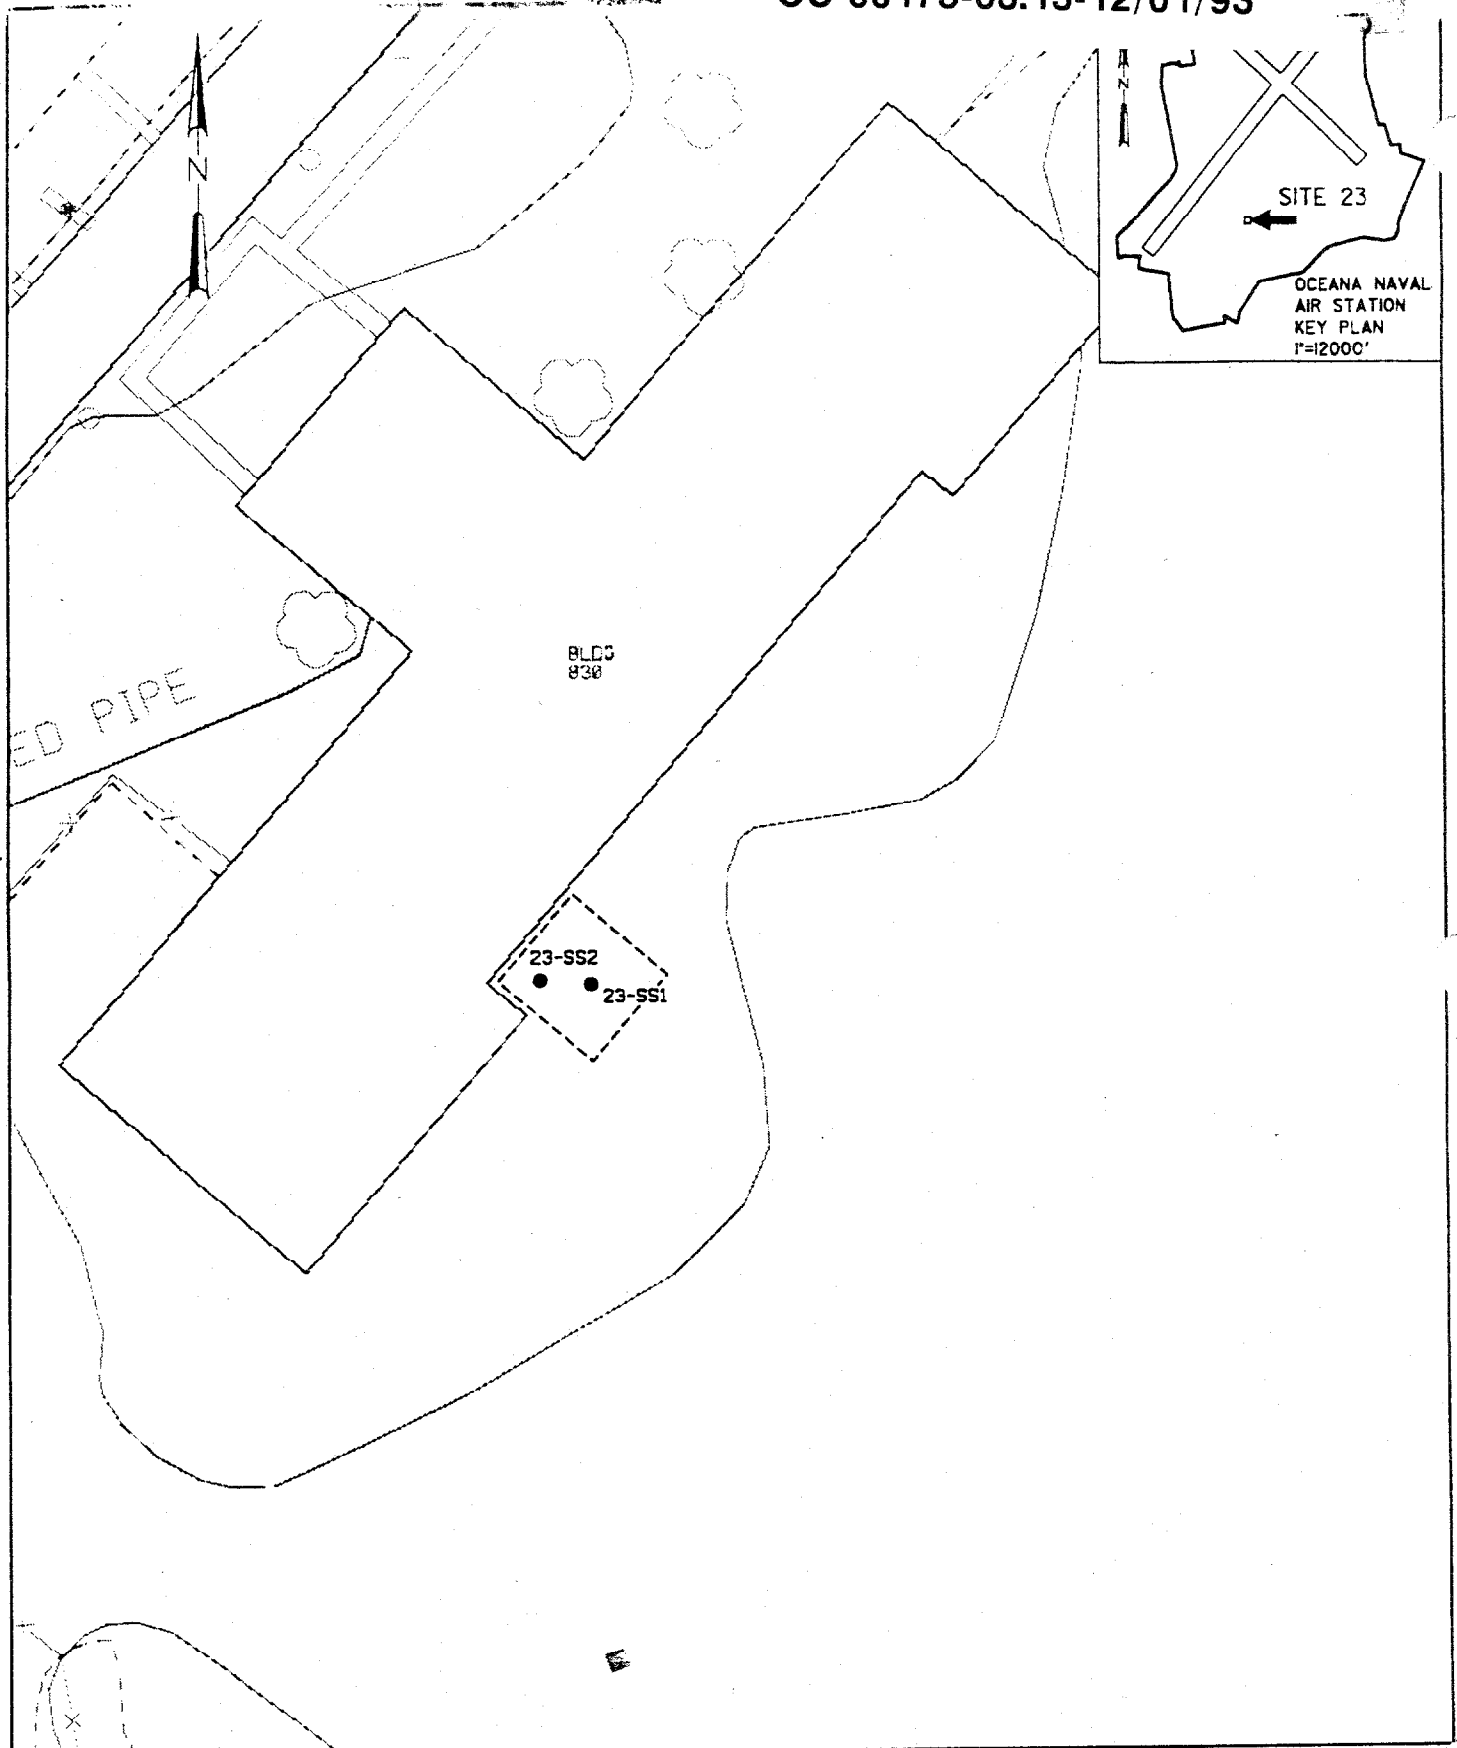 N
N
SITE 23
OCEANA NAVAL
AIR STATION
KEY PLAN
1"=12000'
BLDG
830
ED PIPE
23-SS2
23-SS1